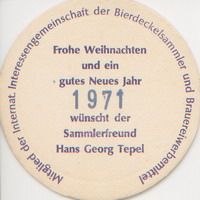 Mitglied der Internat. Interessengemeinschaft der Bierdeckelsammler und Brauereiwerbemittel
Frohe Weihnachten
und ein
gutes Neues Jahr
1971
wünscht der
Sammlerfreund
Hans Georg Tepel